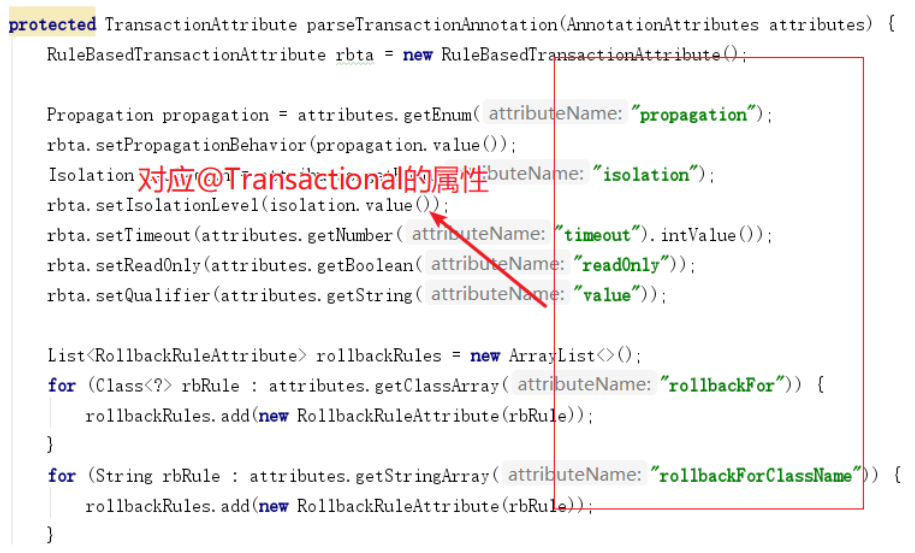 protected TransactionAttribute parseTransactionAnnotation(AnnotationAttributes attributes) {
RuleBasedTransactionAttribute rbta = new RuleBasedTransactionAttribute();
Propagation propagation = attributes.getEnum( attributeName: "propagation");
rbta.setPropagationBehavior(propagation.value());
Isolation buteName: "isolation");
对应@Transactional的属性
rbta.setIsolationLevel(isolation.value());
rbta.setTimeout(attributes.getNumber( attributeName: "timeout").intValue());
rbta.setReadOnly(attributes.getBoolean( attributeName: "readOnly"));
rbta.setQualifier(attributes.getString( attributeName: "value"));
List<RollbackRuleAttribute> rollbackRules = new ArrayList<>();
for (Class<?> rbRule : attributes.getClassArray( attributeName: "rollbackFor")) {
rollbackRules.add(new RollbackRuleAttribute(rbRule));
}
for (String rbRule : attributes.getStringArray( attributeName: "rollbackForClassName")) {
rollbackRules.add(new RollbackRuleAttribute(rbRule));
}